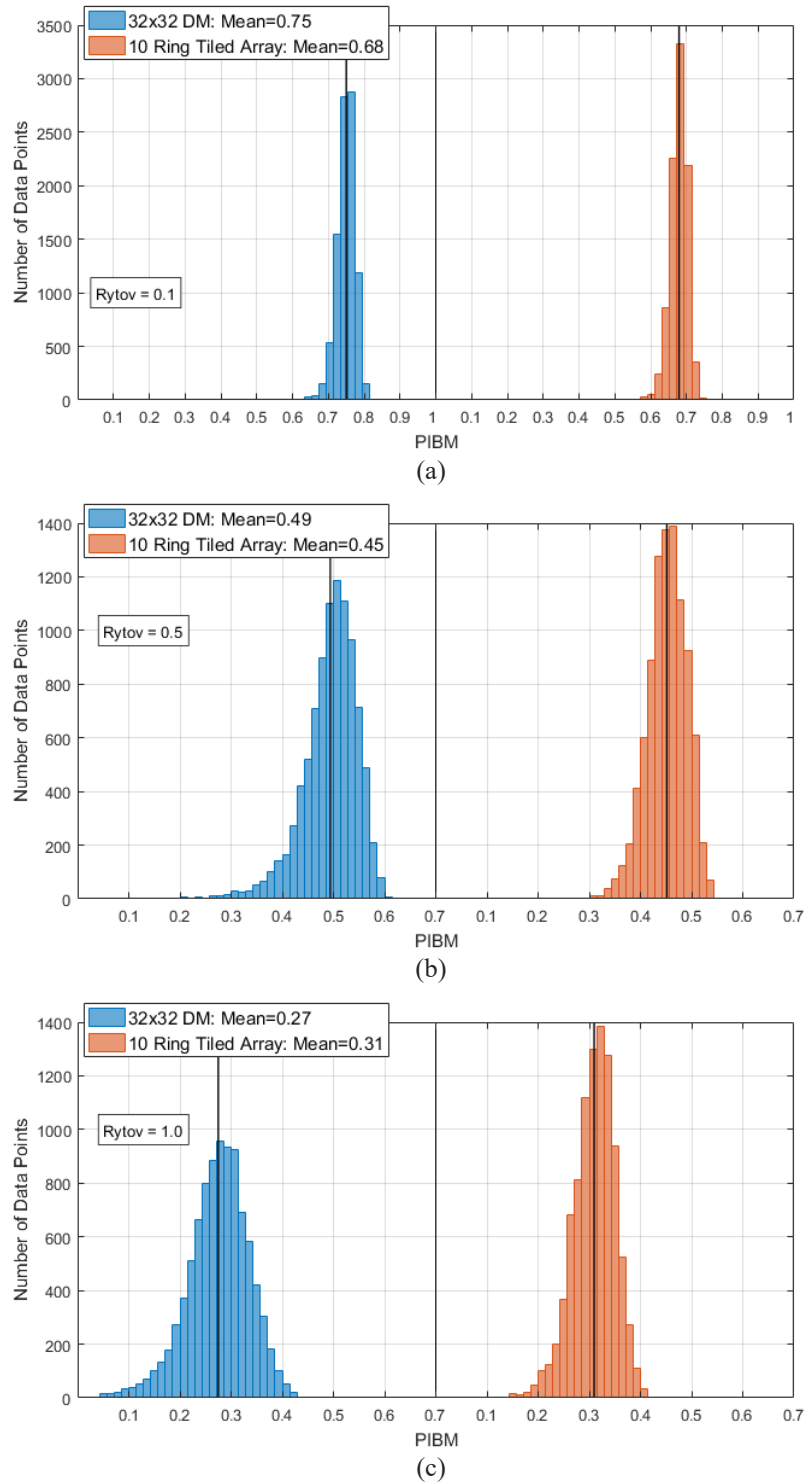 32x32 DM: Mean=0.75
10 Ring Tiled Array: Mean=0.68
3500
3000
2500
2000
1500
1000
500
0
Number of Data Points
Rytov = 0.1
0.1 0.2 0.3 0.4 0.5 0.6 0.7 0.8 0.9 1 0.1 0.2 0.3 0.4 0.5 0.6 0.7 0.8 0.9 1
PIBM
(a)
32x32 DM: Mean=0.49
10 Ring Tiled Array: Mean=0.45
1400
1200
1000
800
600
400
200
0
Number of Data Points
Rytov = 0.5
0.1 0.2 0.3 0.4 0.5 0.6 0.7 0.1 0.2 0.3 0.4 0.5 0.6 0.7
PIBM
(b)
32x32 DM: Mean=0.27
10 Ring Tiled Array: Mean=0.31
1400
1200
1000
800
600
400
200
0
Number of Data Points
Rytov = 1.0
0.1 0.2 0.3 0.4 0.5 0.6 0.7 0.1 0.2 0.3 0.4 0.5 0.6 0.7
PIBM
(c)